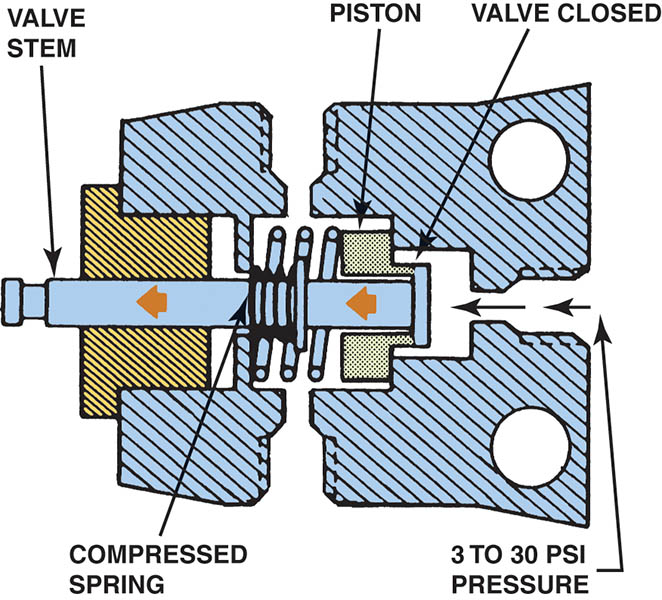 VALVE
STEM
PISTON
VALVE CLOSED
COMPRESSED
SPRING
3 TO 30 PSI
PRESSURE